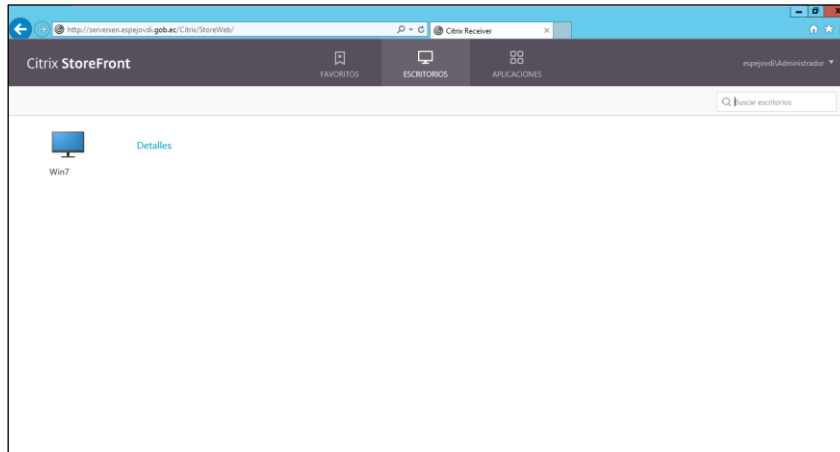 http://serverxen.espejovdi.gob.ec/Citrix/StoreWeb/
Citrix Receiver
Citrix StoreFront
FAVORITOS
ESCRITORIOS
APLICACIONES
espejovdi\Administrador
Buscar escritorios
Detalles
Win7